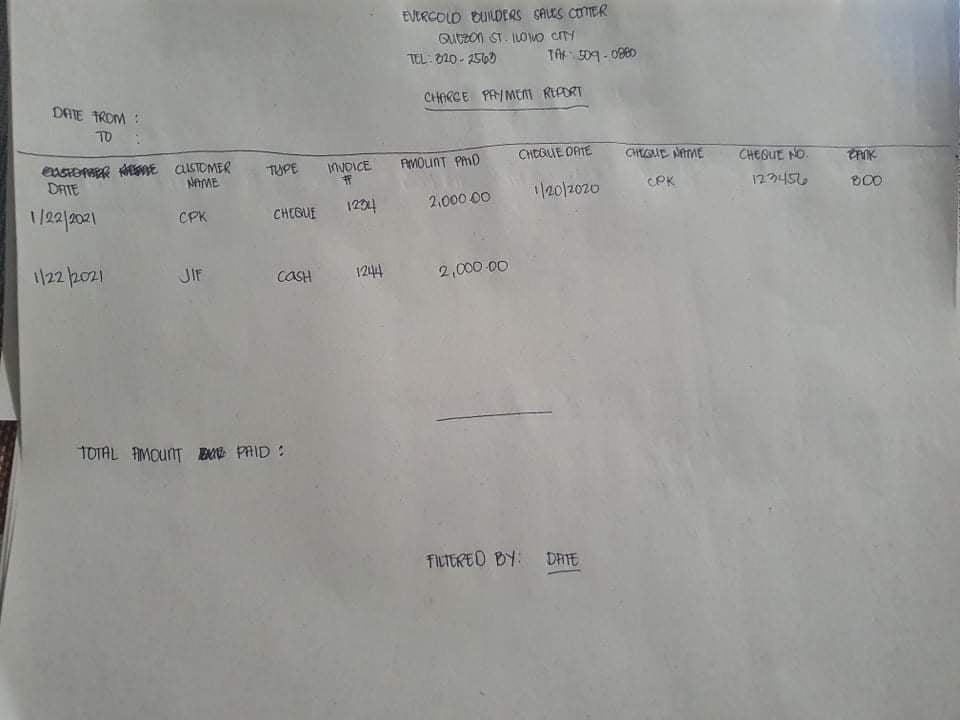 EVERGOLD BUILDERS SALES CENTER
QUEZON ST. ILOILO CITY
TEL: 320-2568 FAX: 509-0880
CHARGE PAYMENT REPORT
DATE FROM :
TO :
DATE CUSTOMER NAME TYPE INVOICE # AMOUNT PAID CHEQUE DATE CHEQUE NAME CHEQUE NO. BANK
1/22/2021 CPK CHEQUE 1234 2,000.00 1/20/2020 CPK 123456 BDO
1/22/2021 CASH 1244 2,000.00
TOTAL AMOUNT PAID :
FILTERED BY: DATE